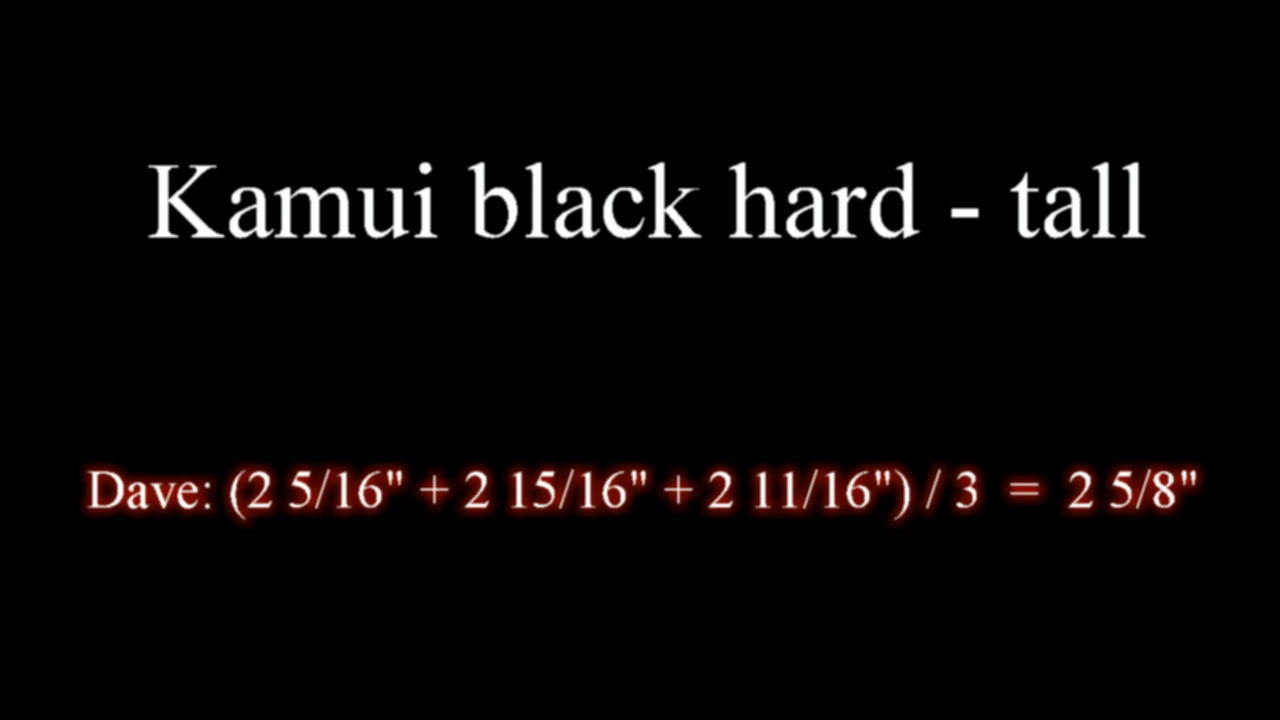 Kamui black hard - tall
Dave: (2 5/16" + 2 15/16" + 2 11/16") / 3 = 2 5/8"